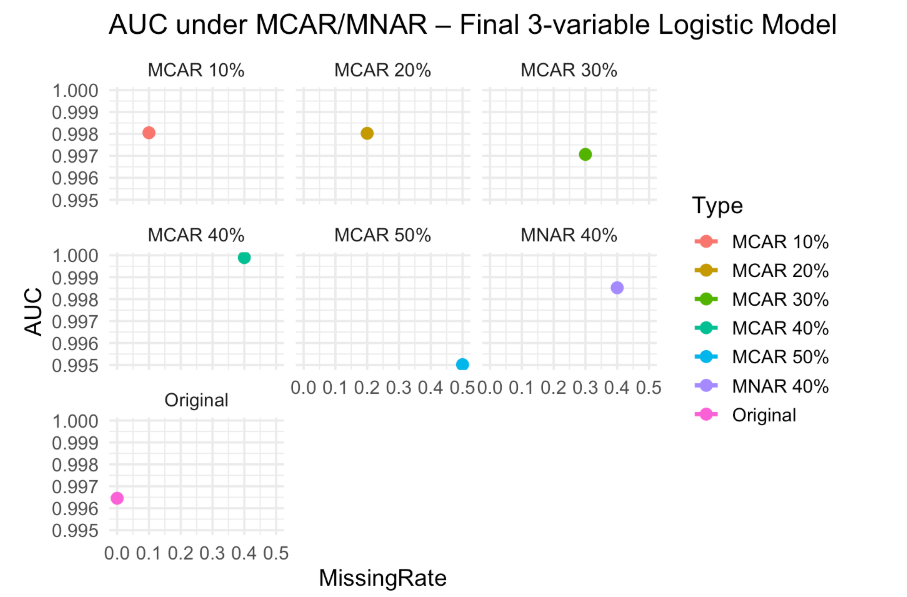 AUC under MCAR/MNAR – Final 3-variable Logistic Model
MCAR 10% MCAR 20% MCAR 30%
1.000
0.999
0.998
0.997
0.996
0.995
MCAR 40% MCAR 50% MNAR 40%
1.000
0.999
0.998
0.997
0.996
0.995
0.0 0.1 0.2 0.3 0.4 0.5 0.0 0.1 0.2 0.3 0.4 0.5
Original
1.000
0.999
0.998
0.997
0.996
0.995
0.0 0.1 0.2 0.3 0.4 0.5
AUC
MissingRate
Type
MCAR 10%
MCAR 20%
MCAR 30%
MCAR 40%
MCAR 50%
MNAR 40%
Original